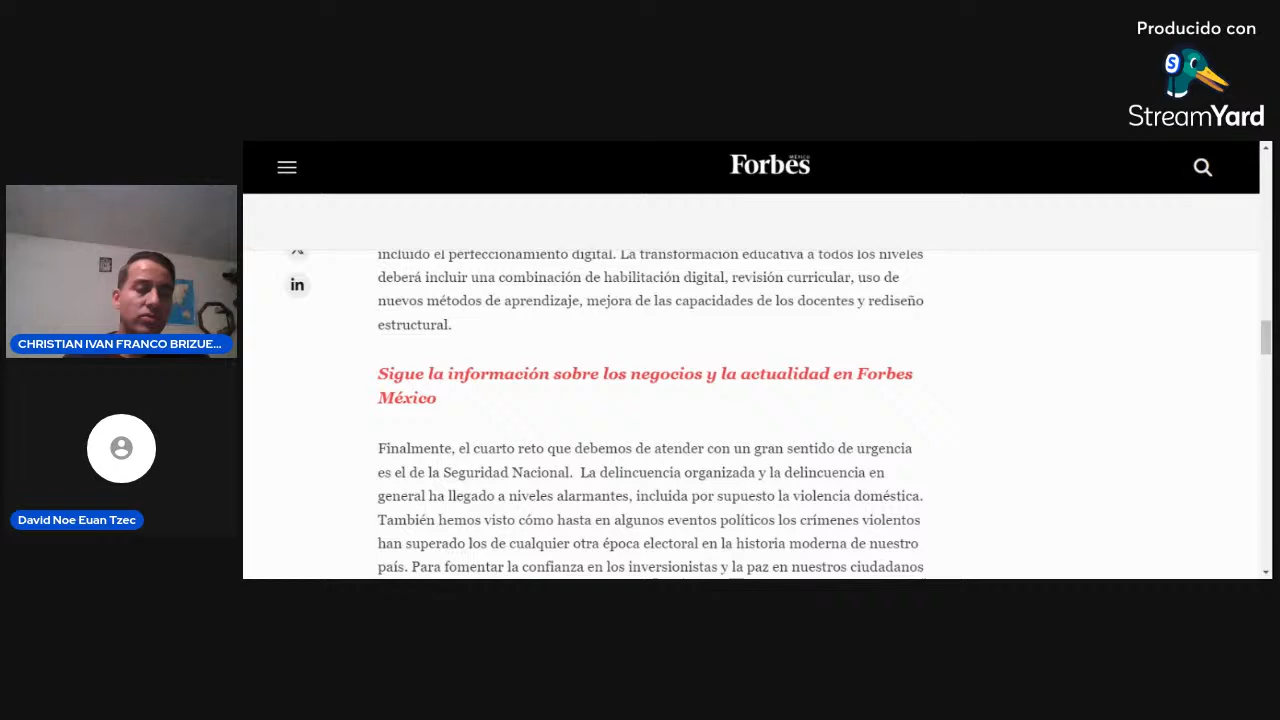 Producido con
S
StreamYard
Forbes
MÉXICO
incluido el perfeccionamiento digital. La transformación educativa a todos los niveles
deberá incluir una combinación de habilitación digital, revisión curricular, uso de
nuevos métodos de aprendizaje, mejora de las capacidades de los docentes y rediseño
estructural.
in
Sigue la información sobre los negocios y la actualidad en Forbes
México
Finalmente, el cuarto reto que debemos de atender con un gran sentido de urgencia
es el de la Seguridad Nacional.  La delincuencia organizada y la delincuencia en
general ha llegado a niveles alarmantes, incluida por supuesto la violencia doméstica.
También hemos visto cómo hasta en algunos eventos políticos los crímenes violentos
han superado los de cualquier otra época electoral en la historia moderna de nuestro
país. Para fomentar la confianza en los inversionistas y la paz en nuestros ciudadanos
CHRISTIAN IVAN FRANCO BRIZUE...
David Noe Euan Tzec